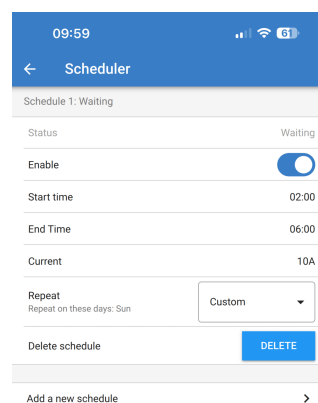 09:59
61
Scheduler
Schedule 1: Waiting
Status Waiting
Enable
Start time 02:00
End Time 06:00
Current 10A
Repeat
Repeat on these days: Sun
Custom
Delete schedule DELETE
Add a new schedule